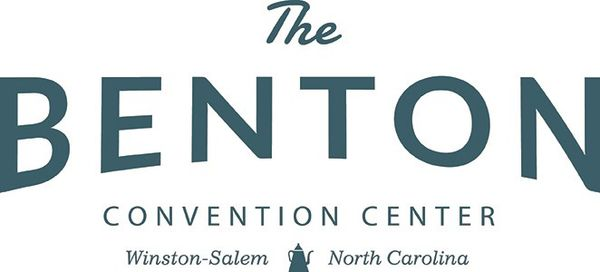 The
BENTON
CONVENTION CENTER
Winston-Salem North Carolina